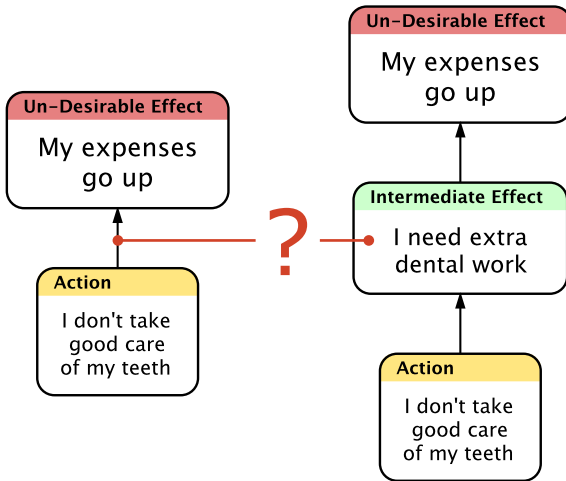 Un-Desirable Effect
My expenses
go up
Action
I don't take
good care
of my teeth
?
Un-Desirable Effect
My expenses
go up
Intermediate Effect
I need extra
dental work
Action
I don't take
good care
of my teeth